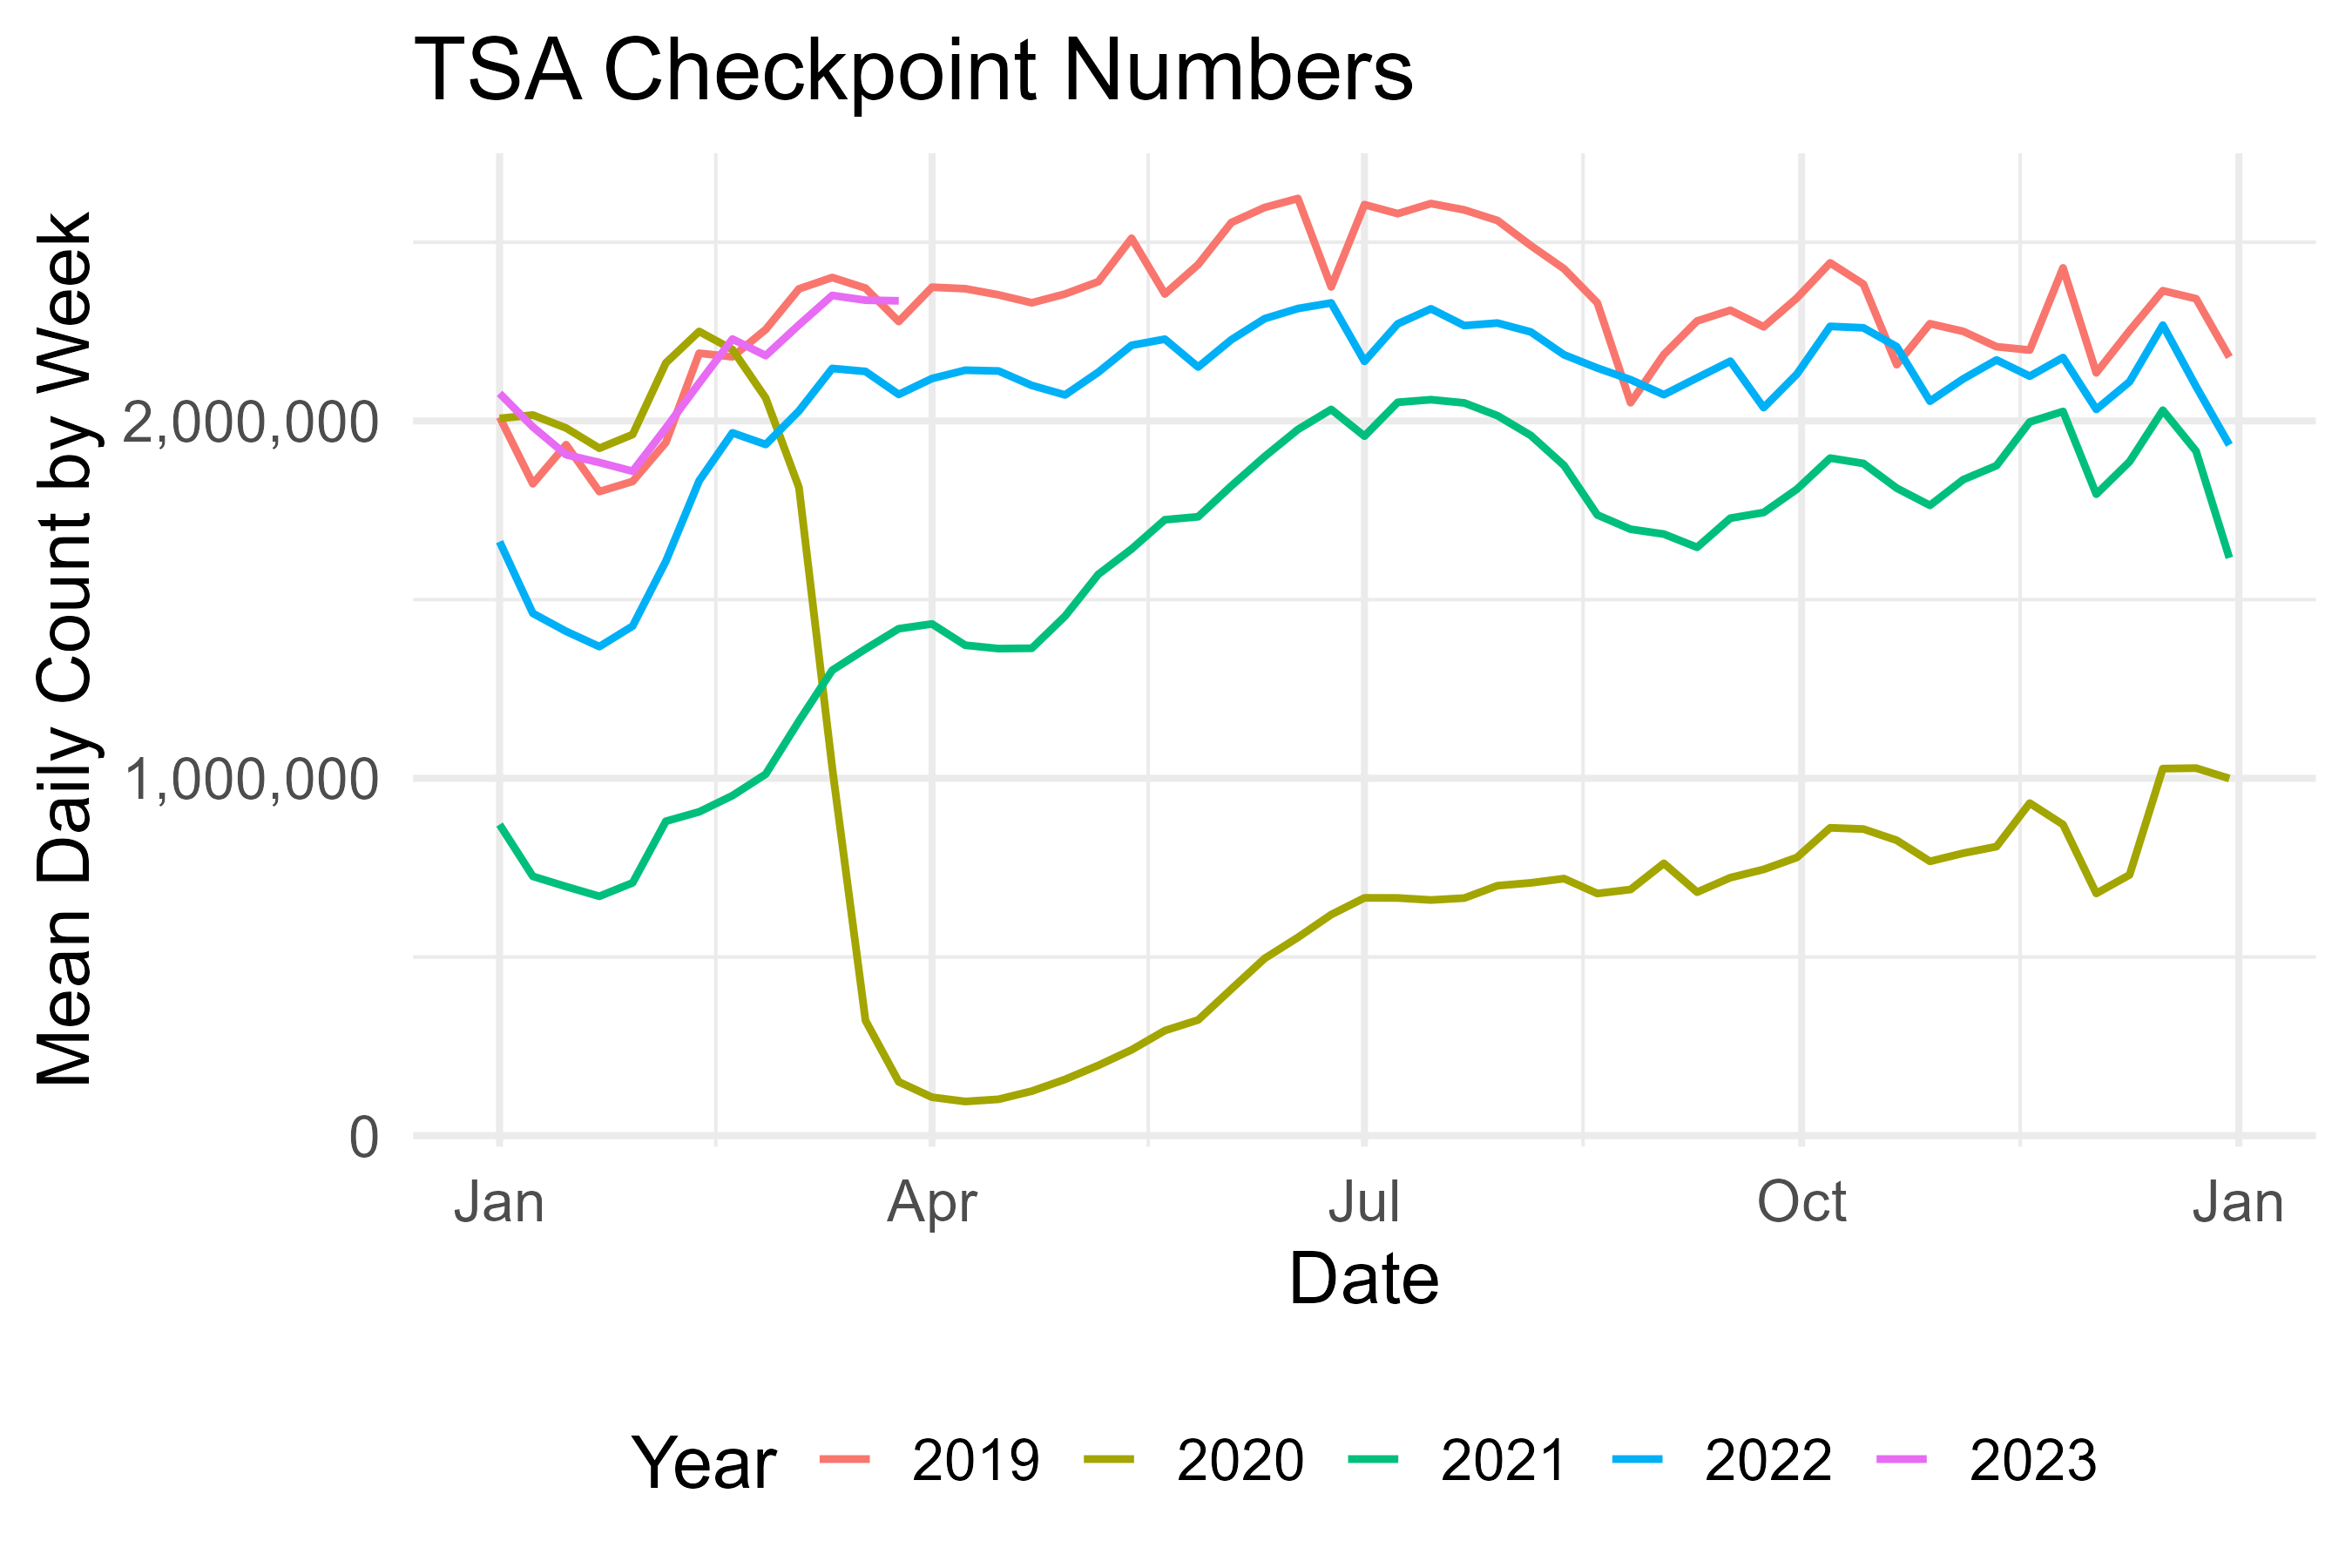 TSA Checkpoint Numbers
Mean Daily Count by Week
2,000,000
1,000,000
0
Jan Apr Jul Oct Jan
Date
Year 2019 2020 2021 2022 2023